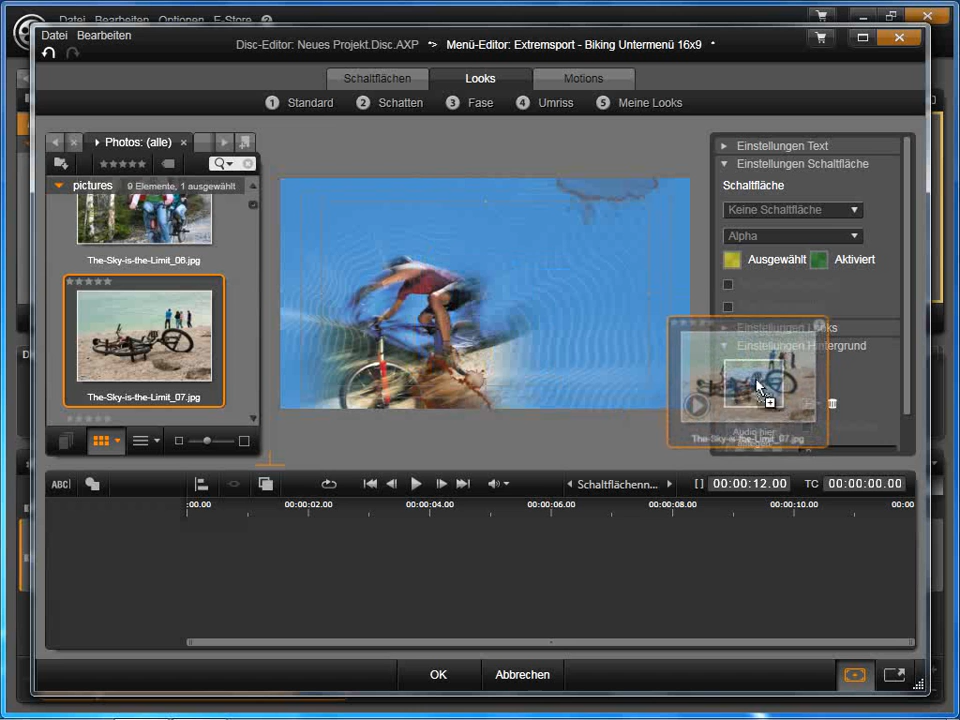 Datei Bearbeiten Optionen E-Store ?
Datei Bearbeiten
Disc-Editor: Neues Projekt.Disc.AXP *> Menü-Editor: Extremsport - Biking Untermenü 16x9 •
Schaltflächen Looks Motions
1 Standard 2 Schatten 3 Fase 4 Umriss 5 Meine Looks
Photos: (alle)
pictures 9 Elemente, 1 ausgewählt
The-Sky-is-the-Limit_06.jpg
The-Sky-is-the-Limit_07.jpg
Einstellungen Text
Einstellungen Schaltfläche
Schaltfläche
Keine Schaltfläche
Alpha
Ausgewählt Aktiviert
Einstellungen Looks
Einstellungen Hintergrund
Audio hier
The-Sky-is-the-Limit_07.jpg
ABC Schaltflächenn... [] 00:00:12.00 TC 00:00:00.00
:00.00 00:00:02.00 00:00:04.00 00:00:06.00 00:00:08.00 00:00:10.00 00:00
OK Abbrechen